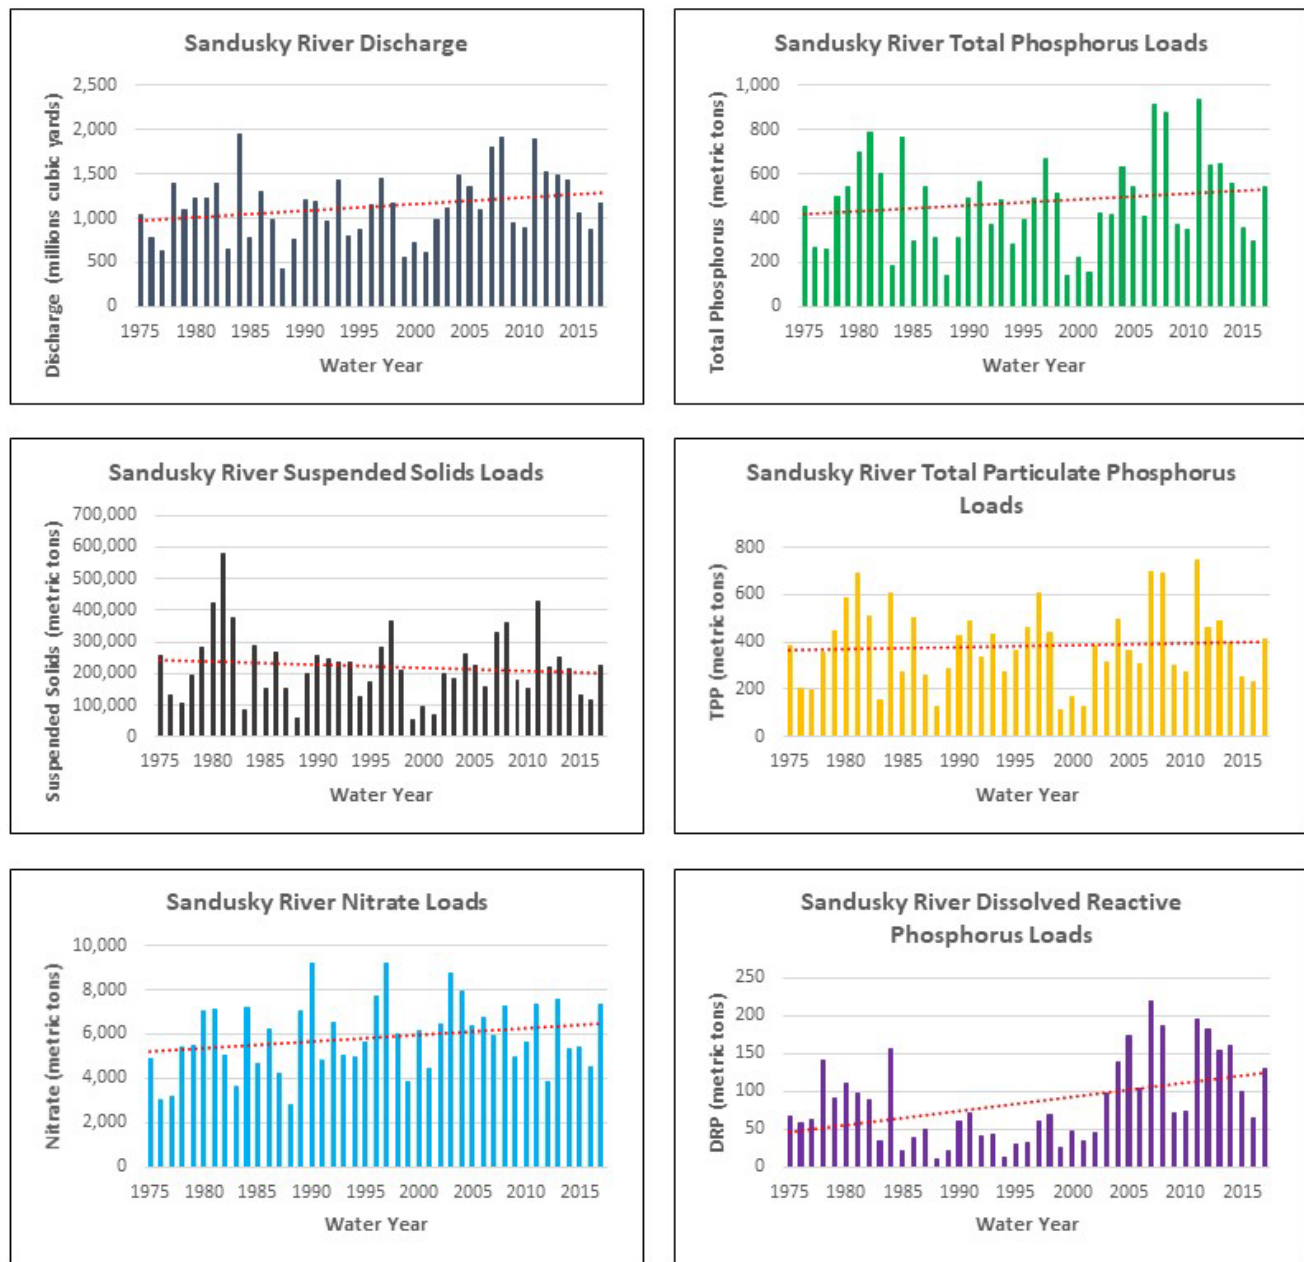 Sandusky River Discharge
Discharge (millions cubic yards)
2,500
2,000
1,500
1,000
500
0
1975 1980 1985 1990 1995 2000 2005 2010 2015
Water Year
Sandusky River Total Phosphorus Loads
Total Phosphorus (metric tons)
1,000
800
600
400
200
0
1975 1980 1985 1990 1995 2000 2005 2010 2015
Water Year
Sandusky River Suspended Solids Loads
Suspended Solids (metric tons)
700,000
600,000
500,000
400,000
300,000
200,000
100,000
0
1975 1980 1985 1990 1995 2000 2005 2010 2015
Water Year
Sandusky River Total Particulate Phosphorus
Loads
TPP (metric tons)
800
600
400
200
0
1975 1980 1985 1990 1995 2000 2005 2010 2015
Water Year
Sandusky River Nitrate Loads
Nitrate (metric tons)
10,000
8,000
6,000
4,000
2,000
0
1975 1980 1985 1990 1995 2000 2005 2010 2015
Water Year
Sandusky River Dissolved Reactive
Phosphorus Loads
DRP (metric tons)
250
200
150
100
50
0
1975 1980 1985 1990 1995 2000 2005 2010 2015
Water Year